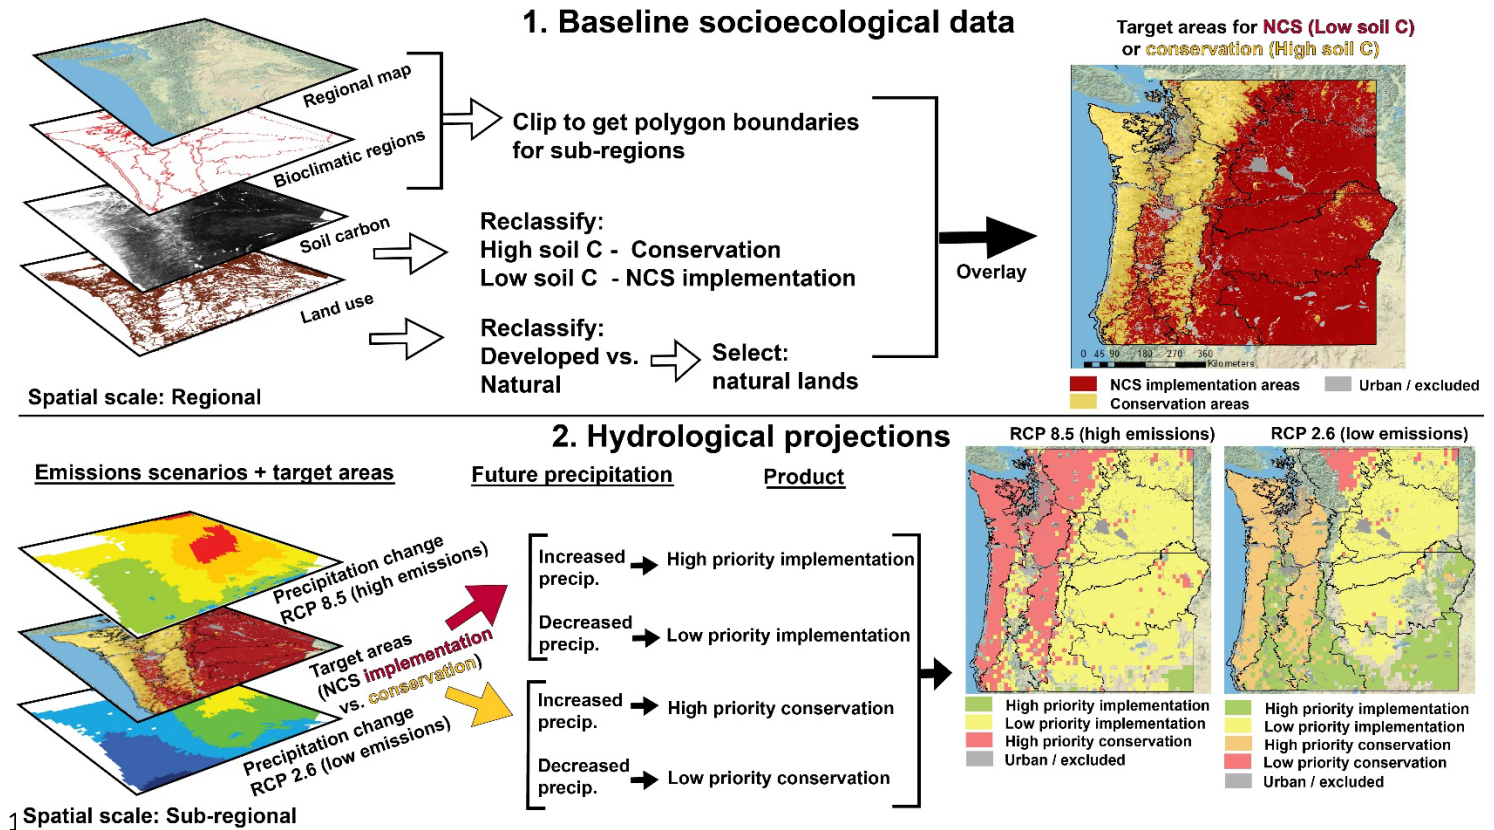 1. Baseline socioecological data
Regional map
Bioclimatic regions
Soil carbon
Land use
Clip to get polygon boundaries
for sub-regions
Reclassify:
High soil C - Conservation
Low soil C - NCS implementation
Reclassify:
Developed vs.
Natural
Select:
natural lands
Overlay
Target areas for NCS (Low soil C)
or conservation (High soil C)
0 45 90 180 270 360
Kilometers
NCS implementation areas
Urban / excluded
Conservation areas
Spatial scale: Regional
2. Hydrological projections
Emissions scenarios + target areas
Future precipitation
Product
Precipitation change
RCP 8.5 (high emissions)
Target areas
(NCS implementation
vs. conservation)
Precipitation change
RCP 2.6 (low emissions)
Increased
precip.
High priority implementation
Decreased
precip.
Low priority implementation
Increased
precip.
High priority conservation
Decreased
precip.
Low priority conservation
RCP 8.5 (high emissions)
High priority implementation
Low priority implementation
High priority conservation
Urban / excluded
RCP 2.6 (low emissions)
High priority implementation
Low priority implementation
High priority conservation
Low priority conservation
Urban / excluded
1
Spatial scale: Sub-regional